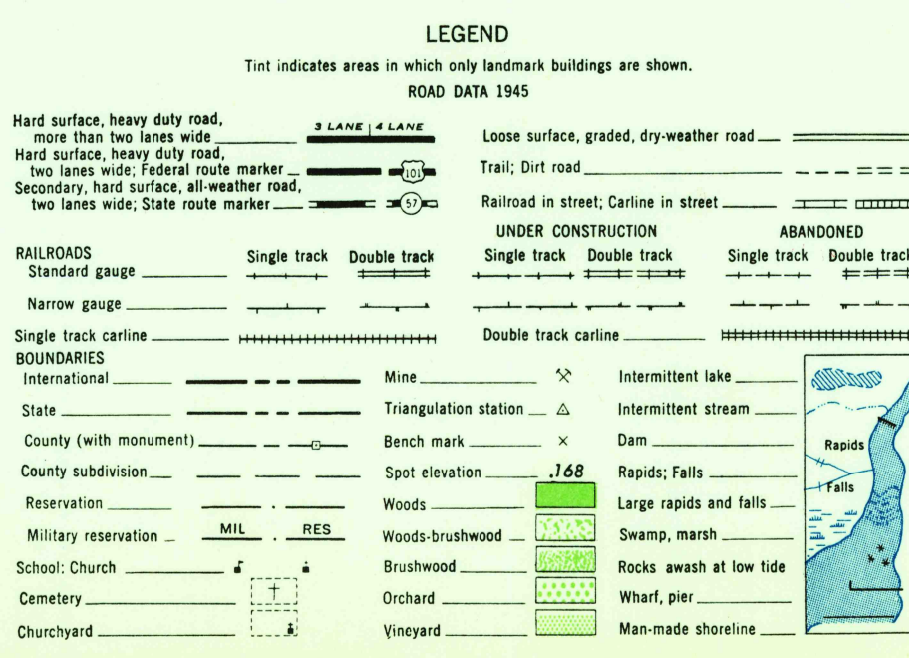 LEGEND
Tint indicates areas in which only landmark buildings are shown.
ROAD DATA 1945
Hard surface, heavy duty road,
more than two lanes wide
3 LANE 4 LANE
Hard surface, heavy duty road,
two lanes wide; Federal route marker
101
Secondary, hard surface, all-weather road,
two lanes wide; State route marker
57
Loose surface, graded, dry-weather road
Trail; Dirt road
Railroad in street; Carline in street
UNDER CONSTRUCTION ABANDONED
RAILROADS Single track Double track Single track Double track Single track Double track
Standard gauge
Narrow gauge
Single track carline Double track carline
BOUNDARIES
International
State
County (with monument)
County subdivision
Reservation
Military reservation MIL . RES
School; Church
Cemetery
Churchyard
Mine
Triangulation station
Bench mark
Spot elevation .168
Woods
Woods-brushwood
Brushwood
Orchard
Vineyard
Intermittent lake
Intermittent stream
Dam
Rapids; Falls
Large rapids and falls
Swamp, marsh
Rocks awash at low tide
Wharf, pier
Man-made shoreline
Rapids
Falls